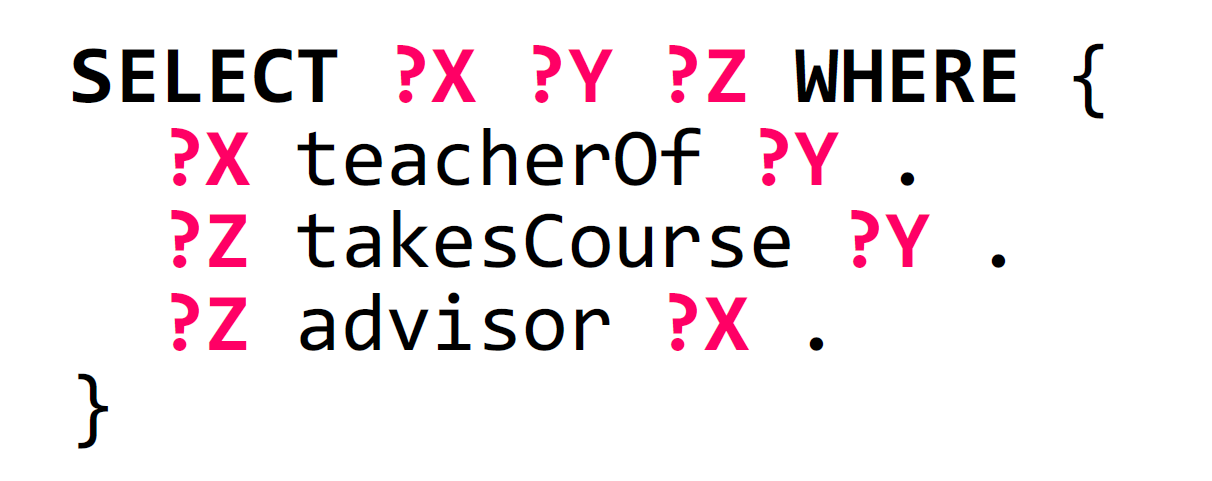 SELECT ?X ?Y ?Z WHERE {
?X teacherOf ?Y .
?Z takesCourse ?Y .
?Z advisor ?X .
}